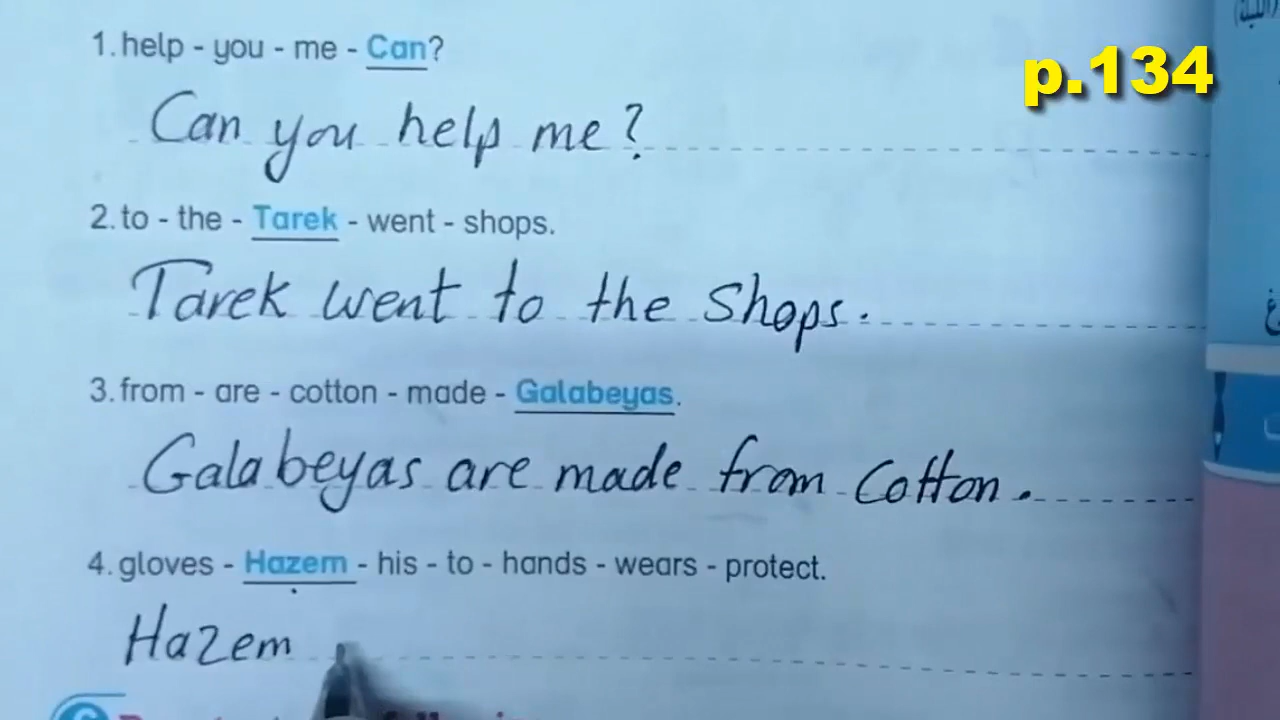 p.134
1. help - you - me - Can?
Can you help me?
2. to - the - Tarek - went - shops.
Tarek went to the Shops.
3. from - are - cotton - made - Galabeyas.
Galabeyas are made from Cotton.
4. gloves - Hazem - his - to - hands - wears - protect.
Hazem